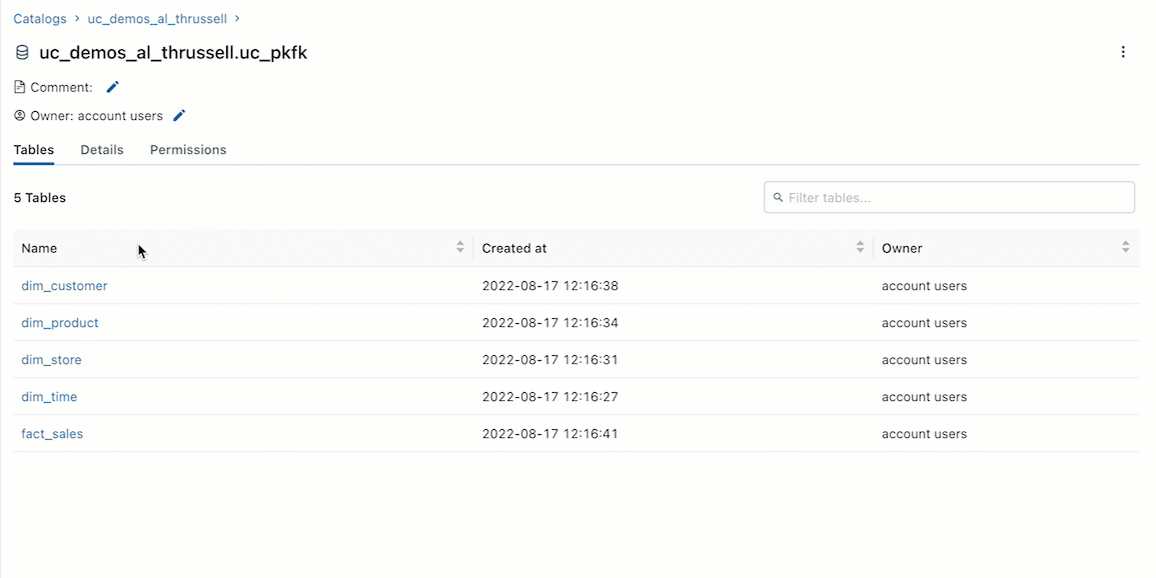 Catalogs > uc_demos_al_thrussell >
uc_demos_al_thrussell.uc_pkfk
Comment:
Owner: account users
Tables Details Permissions
5 Tables Filter tables...
Name Created at Owner
dim_customer 2022-08-17 12:16:38 account users
dim_product 2022-08-17 12:16:34 account users
dim_store 2022-08-17 12:16:31 account users
dim_time 2022-08-17 12:16:27 account users
fact_sales 2022-08-17 12:16:41 account users